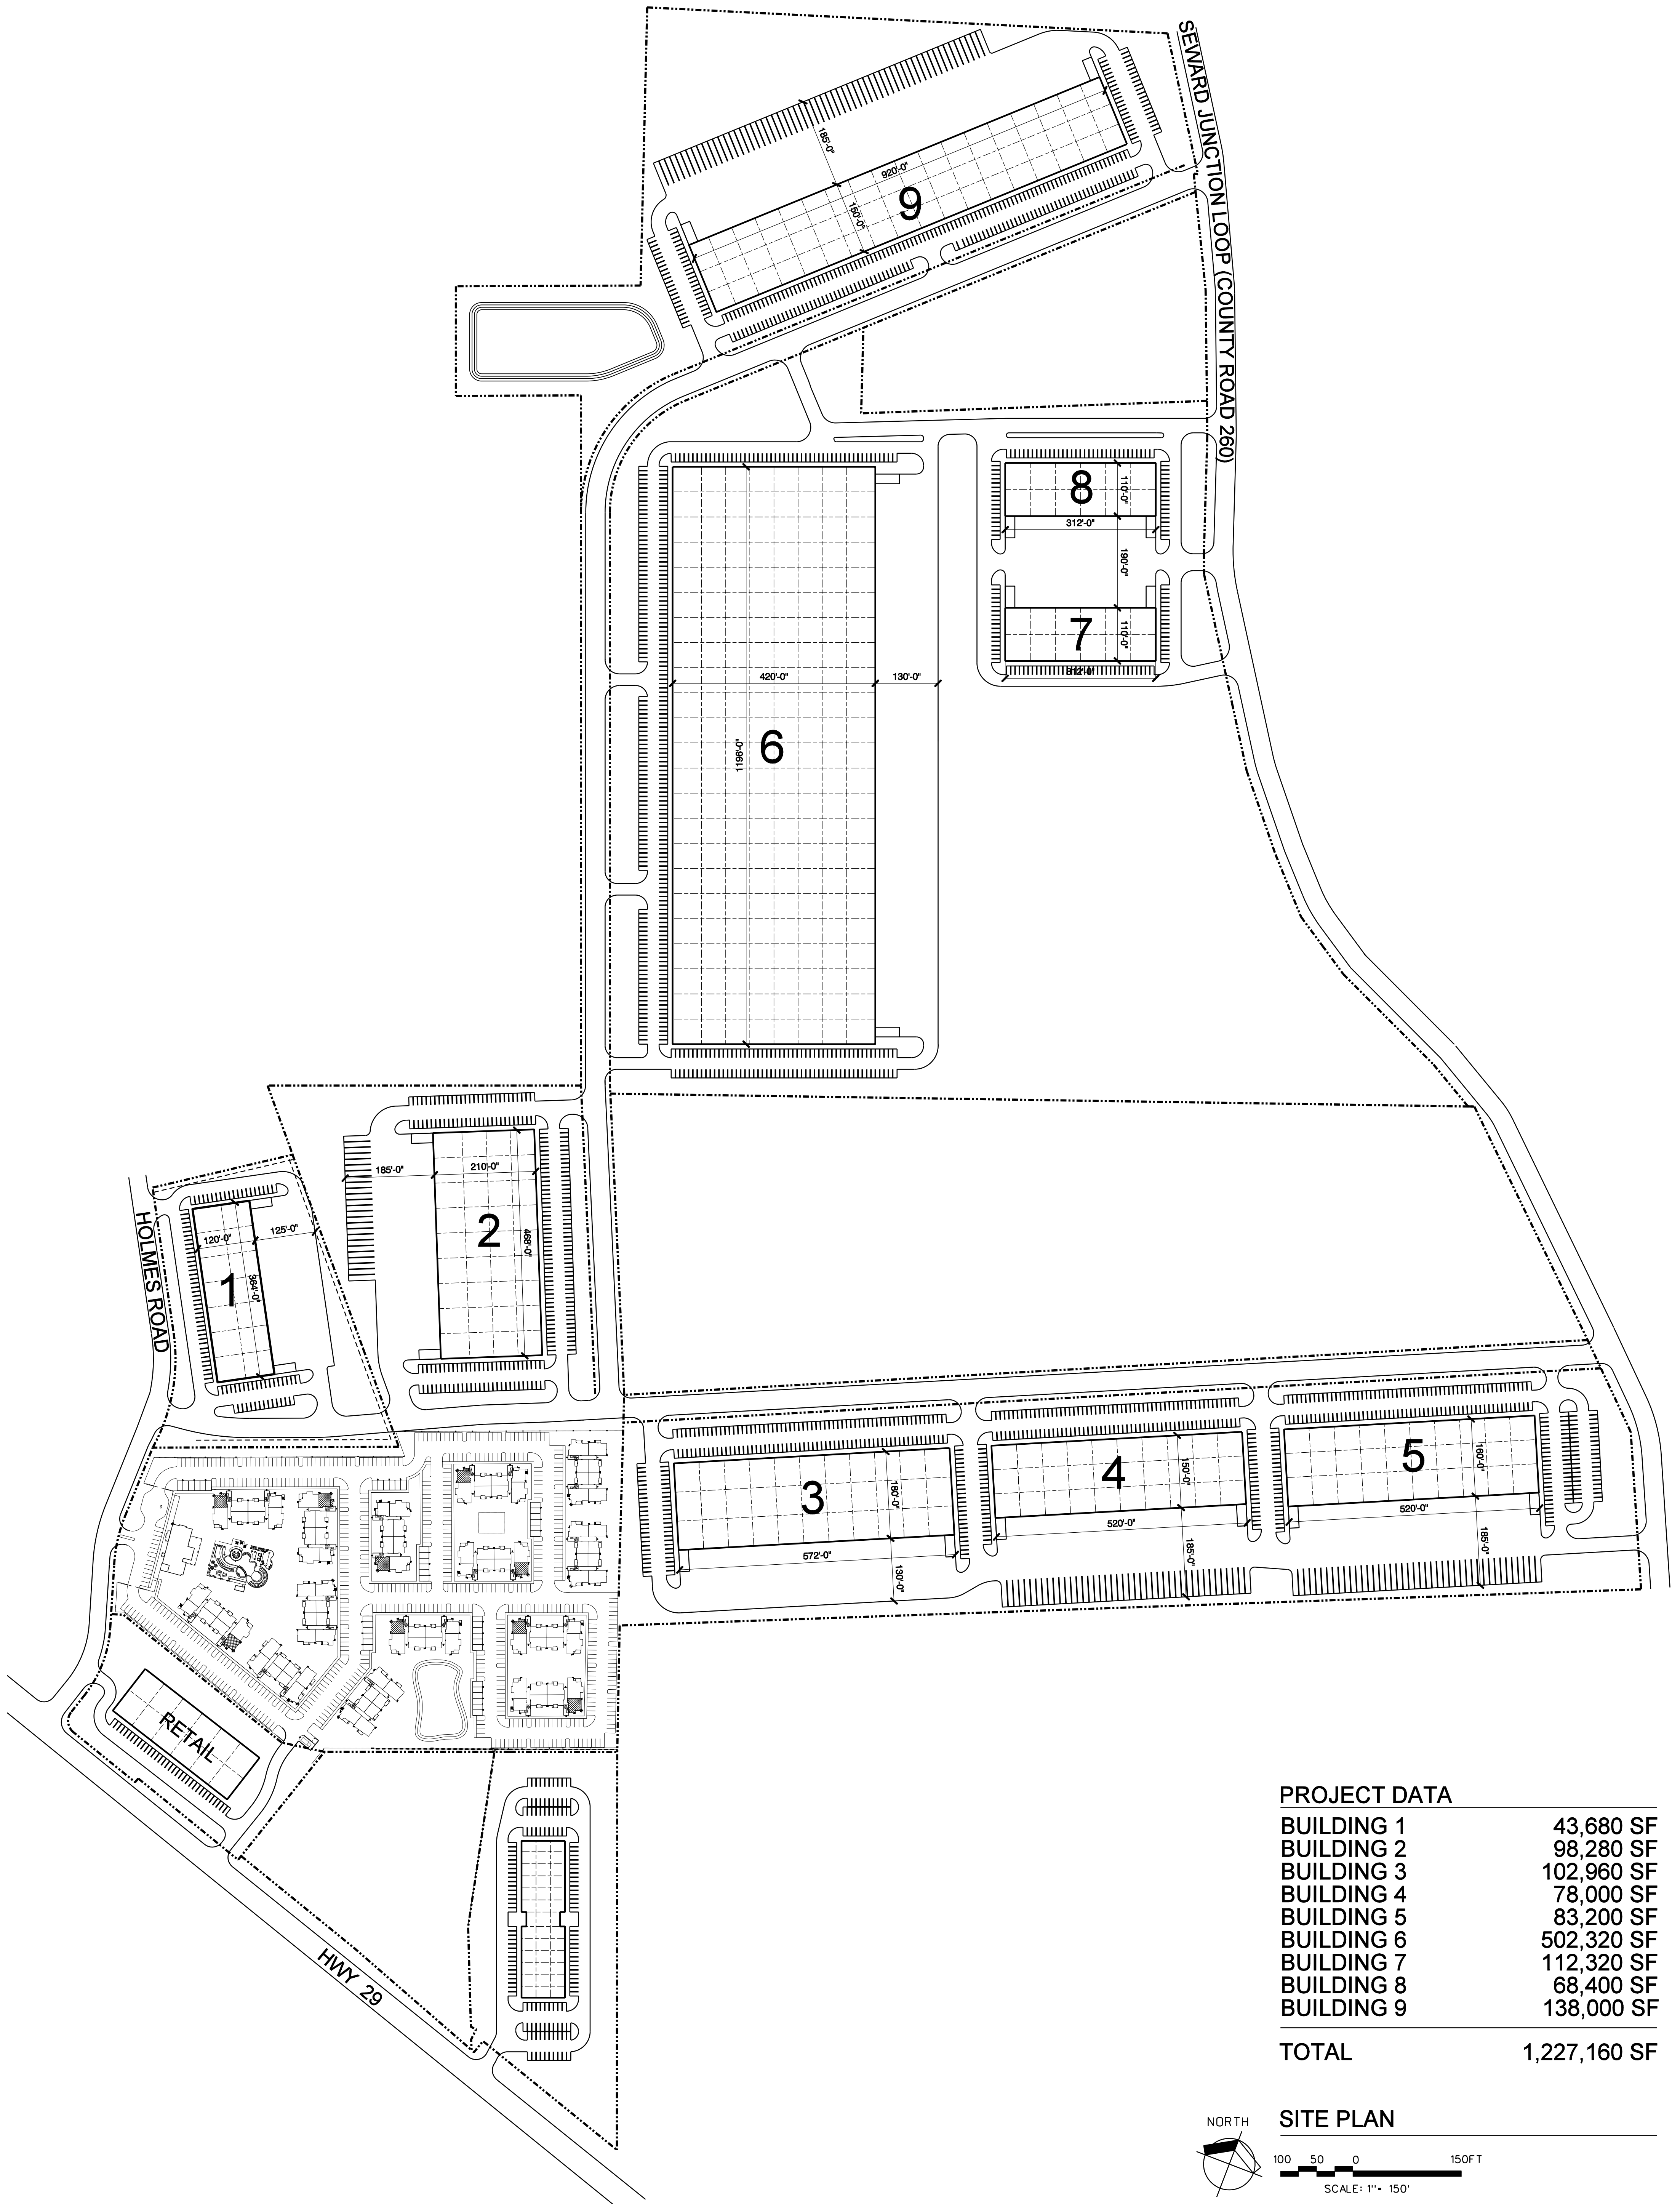 SEWARD JUNCTION LOOP (COUNTY ROAD 260)
185'-0"
920'-0"
9
150'-0"
8
110'-0"
312'-0"
190'-0"
7
110'-0"
312'-0"
420'-0"
130'-0"
6
1196'-0"
185'-0"
210'-0"
2
468'-0"
HOLMES ROAD
120'-0"
125'-0"
1
364'-0"
3
180'-0"
572'-0"
130'-0"
4
150'-0"
520'-0"
185'-0"
5
160'-0"
520'-0"
185'-0"
RETAIL
HWY 29
PROJECT DATA
BUILDING 1 43,680 SF
BUILDING 2 98,280 SF
BUILDING 3 102,960 SF
BUILDING 4 78,000 SF
BUILDING 5 83,200 SF
BUILDING 6 502,320 SF
BUILDING 7 112,320 SF
BUILDING 8 68,400 SF
BUILDING 9 138,000 SF
TOTAL 1,227,160 SF
NORTH
SITE PLAN
100 50 0 150FT
SCALE: 1"= 150'